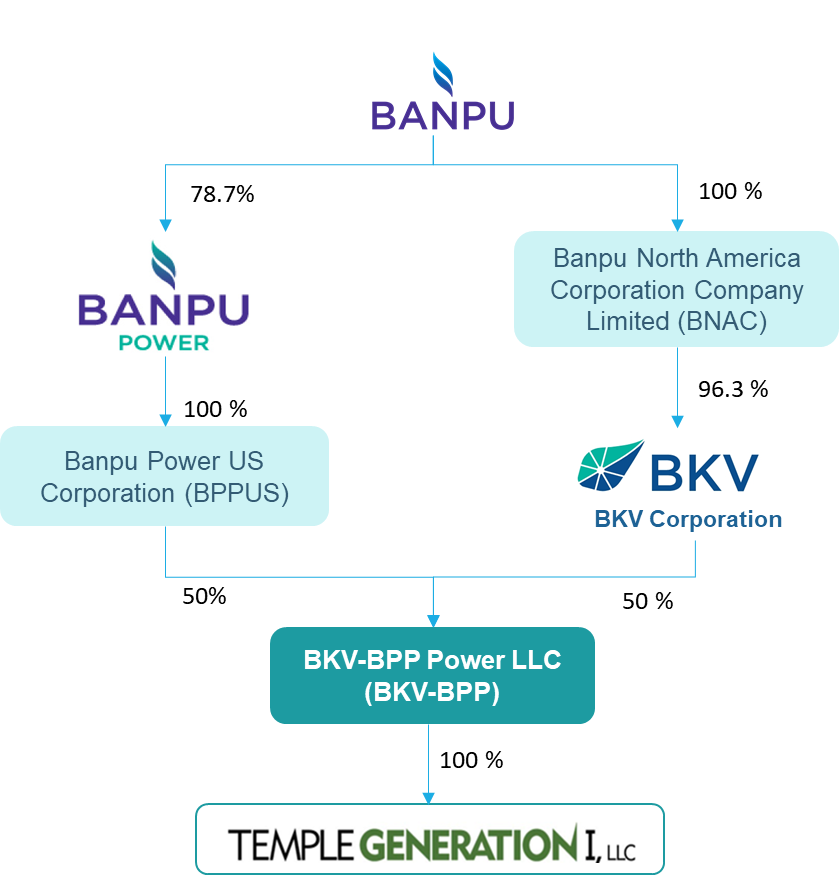 BANPU
78.7%
100 %
BANPU
POWER
Banpu North America
Corporation Company
Limited (BNAC)
100 %
96.3 %
Banpu Power US
Corporation (BPPUS)
BKV
BKV Corporation
50%
50 %
BKV-BPP Power LLC
(BKV-BPP)
100 %
TEMPLE GENERATION I, LLC